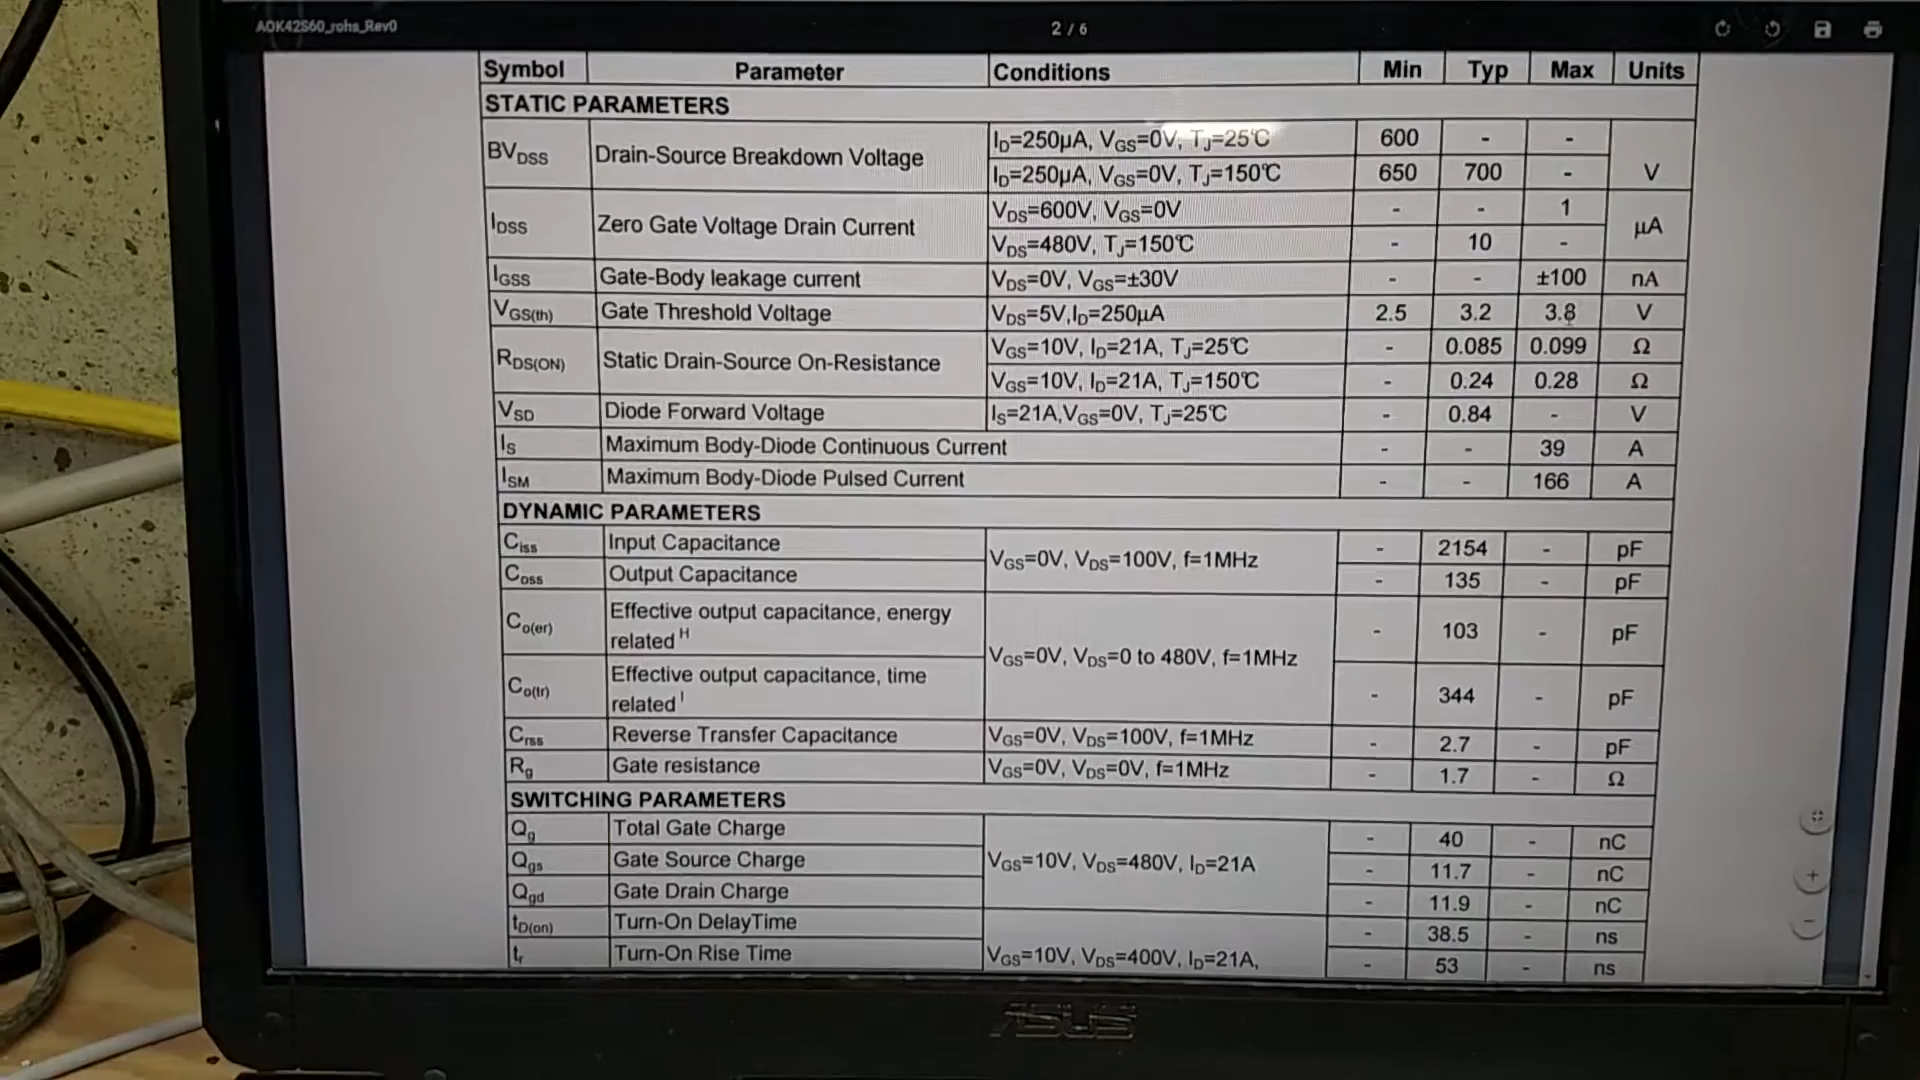 AOK42S60_rohs_Rev0
2 / 6
Symbol Parameter Conditions Min Typ Max Units
STATIC PARAMETERS
BVDSS Drain-Source Breakdown Voltage ID=250µA, VGS=0V, TJ=25℃ 600 - - V
ID=250µA, VGS=0V, TJ=150℃ 650 700 -
IDSS Zero Gate Voltage Drain Current VDS=600V, VGS=0V - - 1 µA
VDS=480V, TJ=150℃ - 10 -
IGSS Gate-Body leakage current VDS=0V, VGS=±30V - - ±100 nA
VGS(th) Gate Threshold Voltage VDS=5V,ID=250µA 2.5 3.2 3.8 V
RDS(ON) Static Drain-Source On-Resistance VGS=10V, ID=21A, TJ=25℃ - 0.085 0.099 Ω
VGS=10V, ID=21A, TJ=150℃ - 0.24 0.28 Ω
VSD Diode Forward Voltage IS=21A,VGS=0V, TJ=25℃ - 0.84 - V
IS Maximum Body-Diode Continuous Current - - 39 A
ISM Maximum Body-Diode Pulsed Current - - 166 A
DYNAMIC PARAMETERS
Ciss Input Capacitance VGS=0V, VDS=100V, f=1MHz - 2154 - pF
Coss Output Capacitance - 135 - pF
Co(er) Effective output capacitance, energy related H VGS=0V, VDS=0 to 480V, f=1MHz - 103 - pF
Co(tr) Effective output capacitance, time related I - 344 - pF
Crss Reverse Transfer Capacitance VGS=0V, VDS=100V, f=1MHz - 2.7 - pF
Rg Gate resistance VGS=0V, VDS=0V, f=1MHz - 1.7 - Ω
SWITCHING PARAMETERS
Qg Total Gate Charge VGS=10V, VDS=480V, ID=21A - 40 - nC
Qgs Gate Source Charge - 11.7 - nC
Qgd Gate Drain Charge - 11.9 - nC
tD(on) Turn-On DelayTime - 38.5 - ns
tr Turn-On Rise Time VGS=10V, VDS=400V, ID=21A, - 53 - ns
ASUS